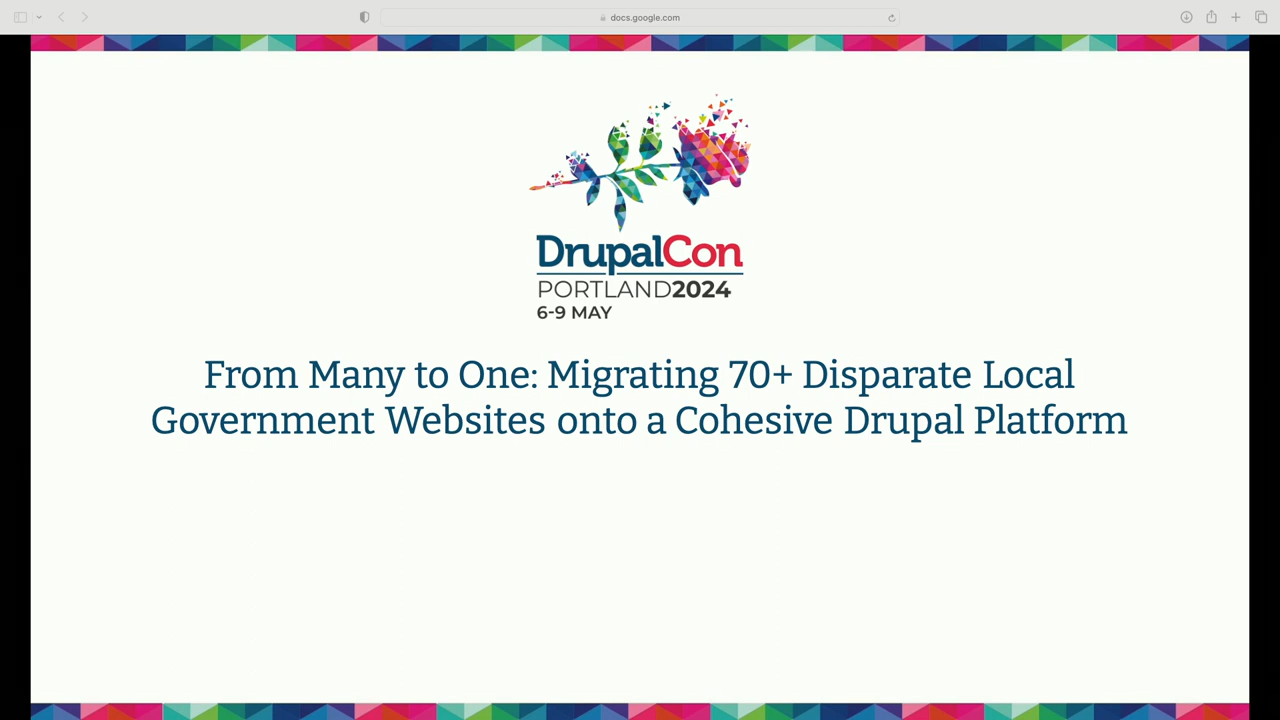 docs.google.com
DrupalCon
PORTLAND2024
6-9 MAY
From Many to One: Migrating 70+ Disparate Local
Government Websites onto a Cohesive Drupal Platform